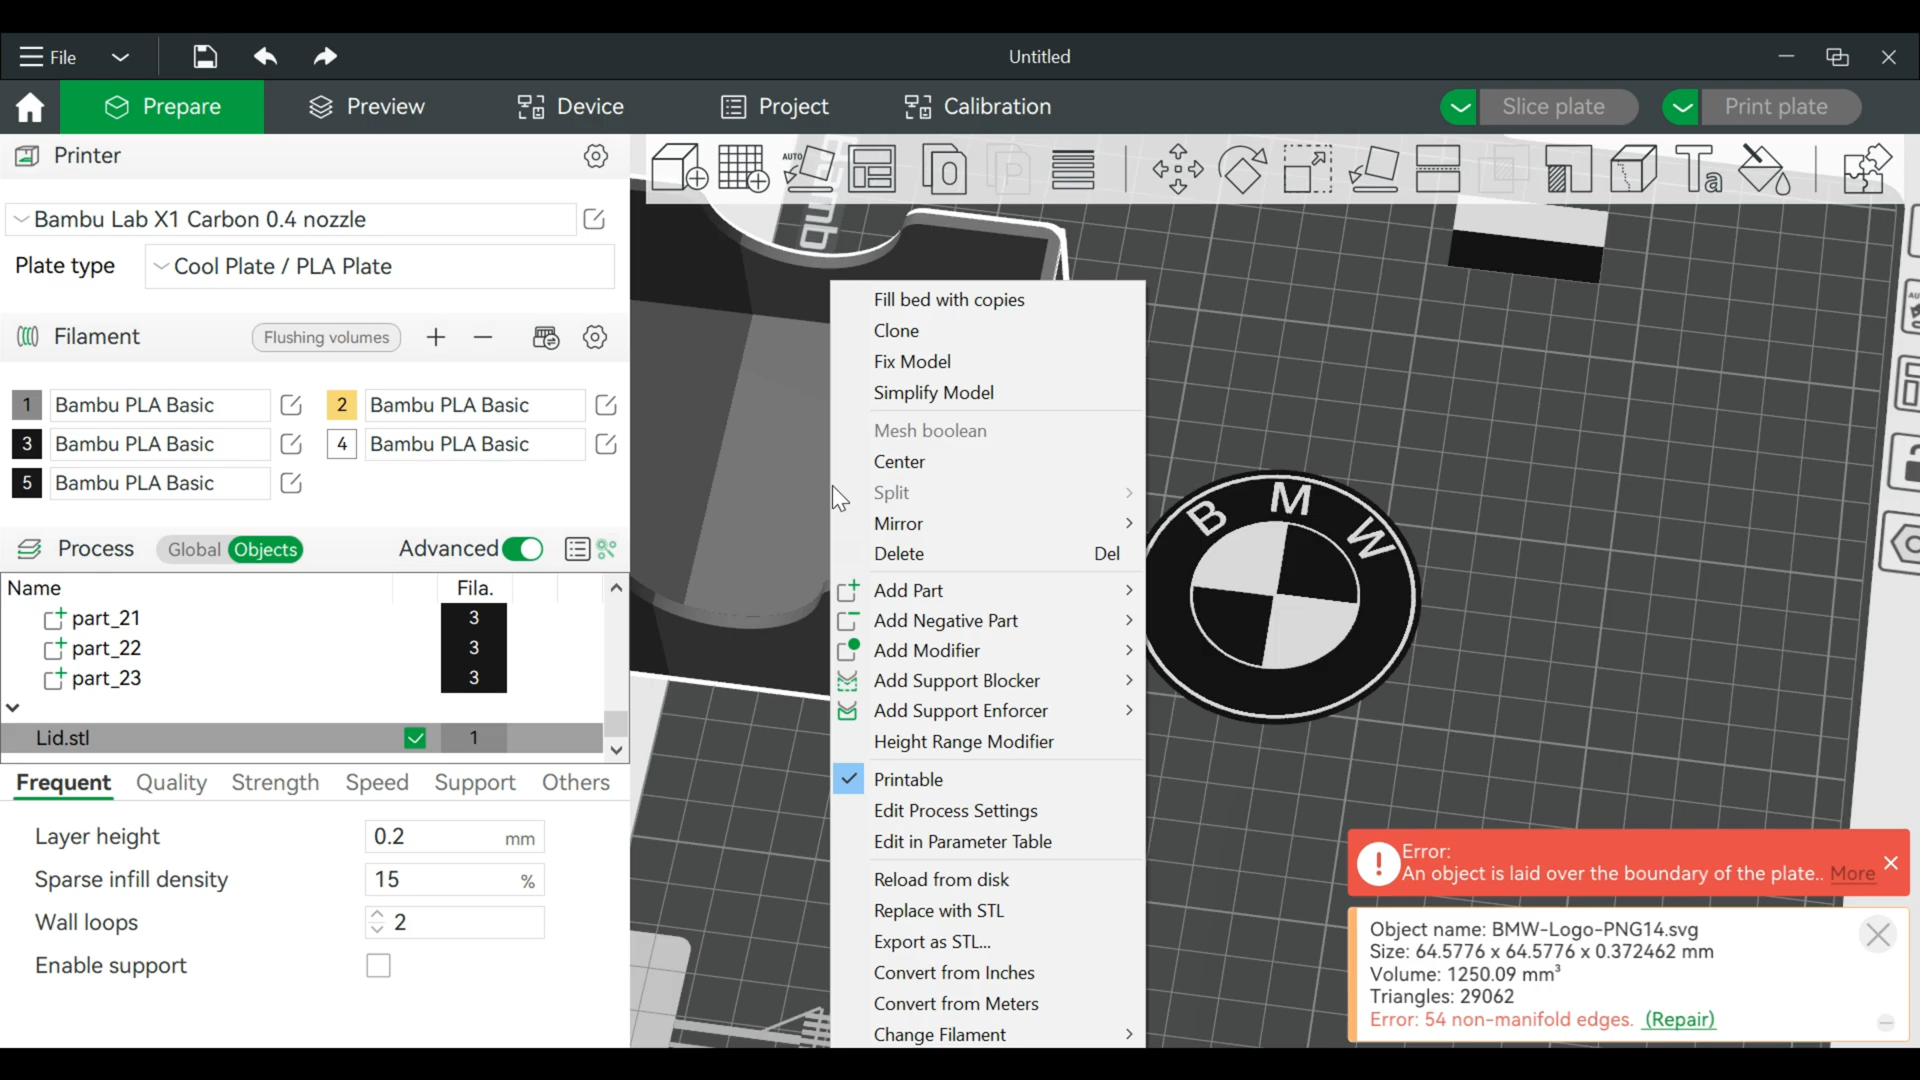 File
Untitled
Prepare
Preview
Device
Project
Calibration
Slice plate
Print plate
Printer
AUTO
Bambu Lab X1 Carbon 0.4 nozzle
Plate type
Cool Plate / PLA Plate
Filament
Flushing volumes
1 Bambu PLA Basic
2 Bambu PLA Basic
3 Bambu PLA Basic
4 Bambu PLA Basic
5 Bambu PLA Basic
Process
Global
Objects
Advanced
Name
Fila.
part_21
3
part_22
3
part_23
3
Lid.stl
1
Frequent
Quality
Strength
Speed
Support
Others
Layer height
0.2 mm
Sparse infill density
15 %
Wall loops
2
Enable support
Fill bed with copies
Clone
Fix Model
Simplify Model
Mesh boolean
Center
Split
Mirror
Delete
Del
Add Part
Add Negative Part
Add Modifier
Add Support Blocker
Add Support Enforcer
Height Range Modifier
Printable
Edit Process Settings
Edit in Parameter Table
Reload from disk
Replace with STL
Export as STL...
Convert from Inches
Convert from Meters
Change Filament
BMW
Error:
An object is laid over the boundary of the plate.. More
Object name: BMW-Logo-PNG14.svg
Size: 64.5776 x 64.5776 x 0.372462 mm
Volume: 1250.09 mm³
Triangles: 29062
Error: 54 non-manifold edges. (Repair)